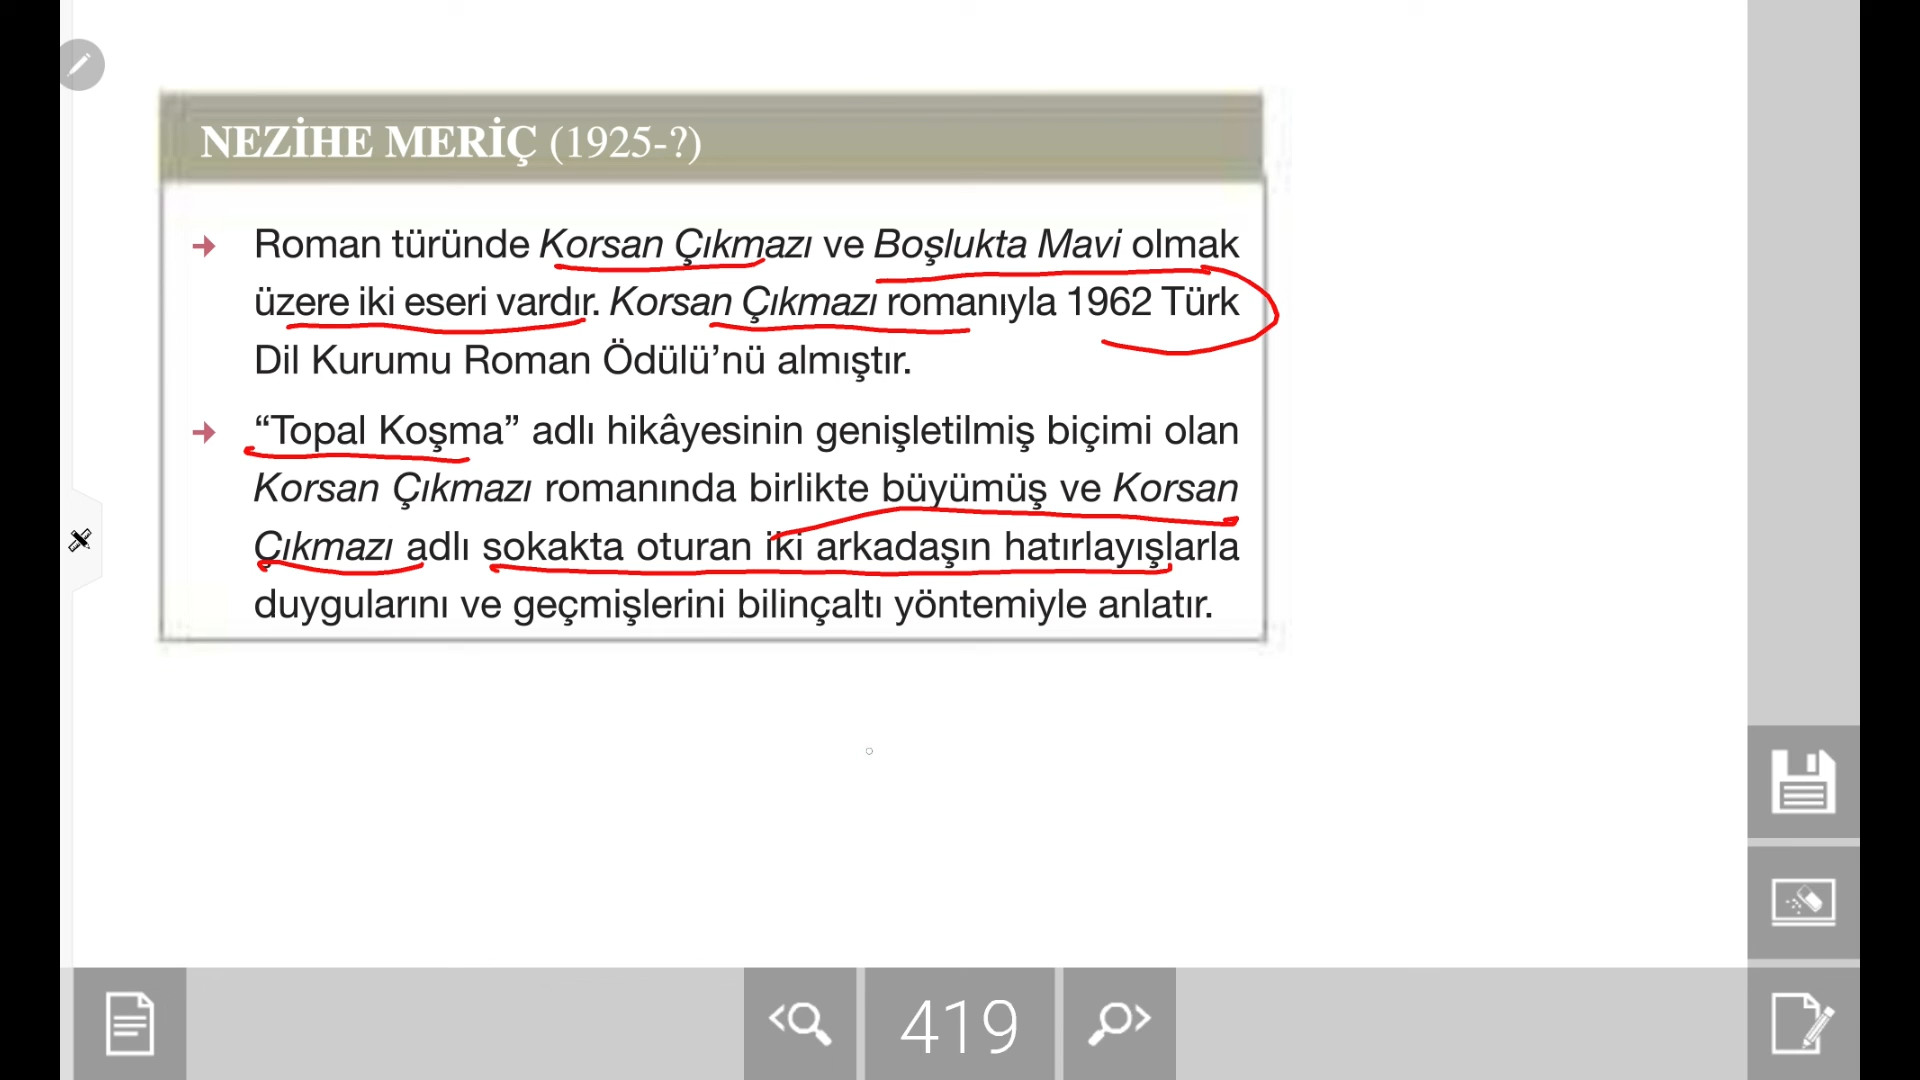 NEZİHE MERİÇ (1925-?)
→ Roman türünde Korsan Çıkmazı ve Boşlukta Mavi olmak
üzere iki eseri vardır. Korsan Çıkmazı romanıyla 1962 Türk
Dil Kurumu Roman Ödülü’nü almıştır.
→ “Topal Koşma” adlı hikâyesinin genişletilmiş biçimi olan
Korsan Çıkmazı romanında birlikte büyümüş ve Korsan
Çıkmazı adlı sokakta oturan iki arkadaşın hatırlayışlarla
duygularını ve geçmişlerini bilinçaltı yöntemiyle anlatır.
419